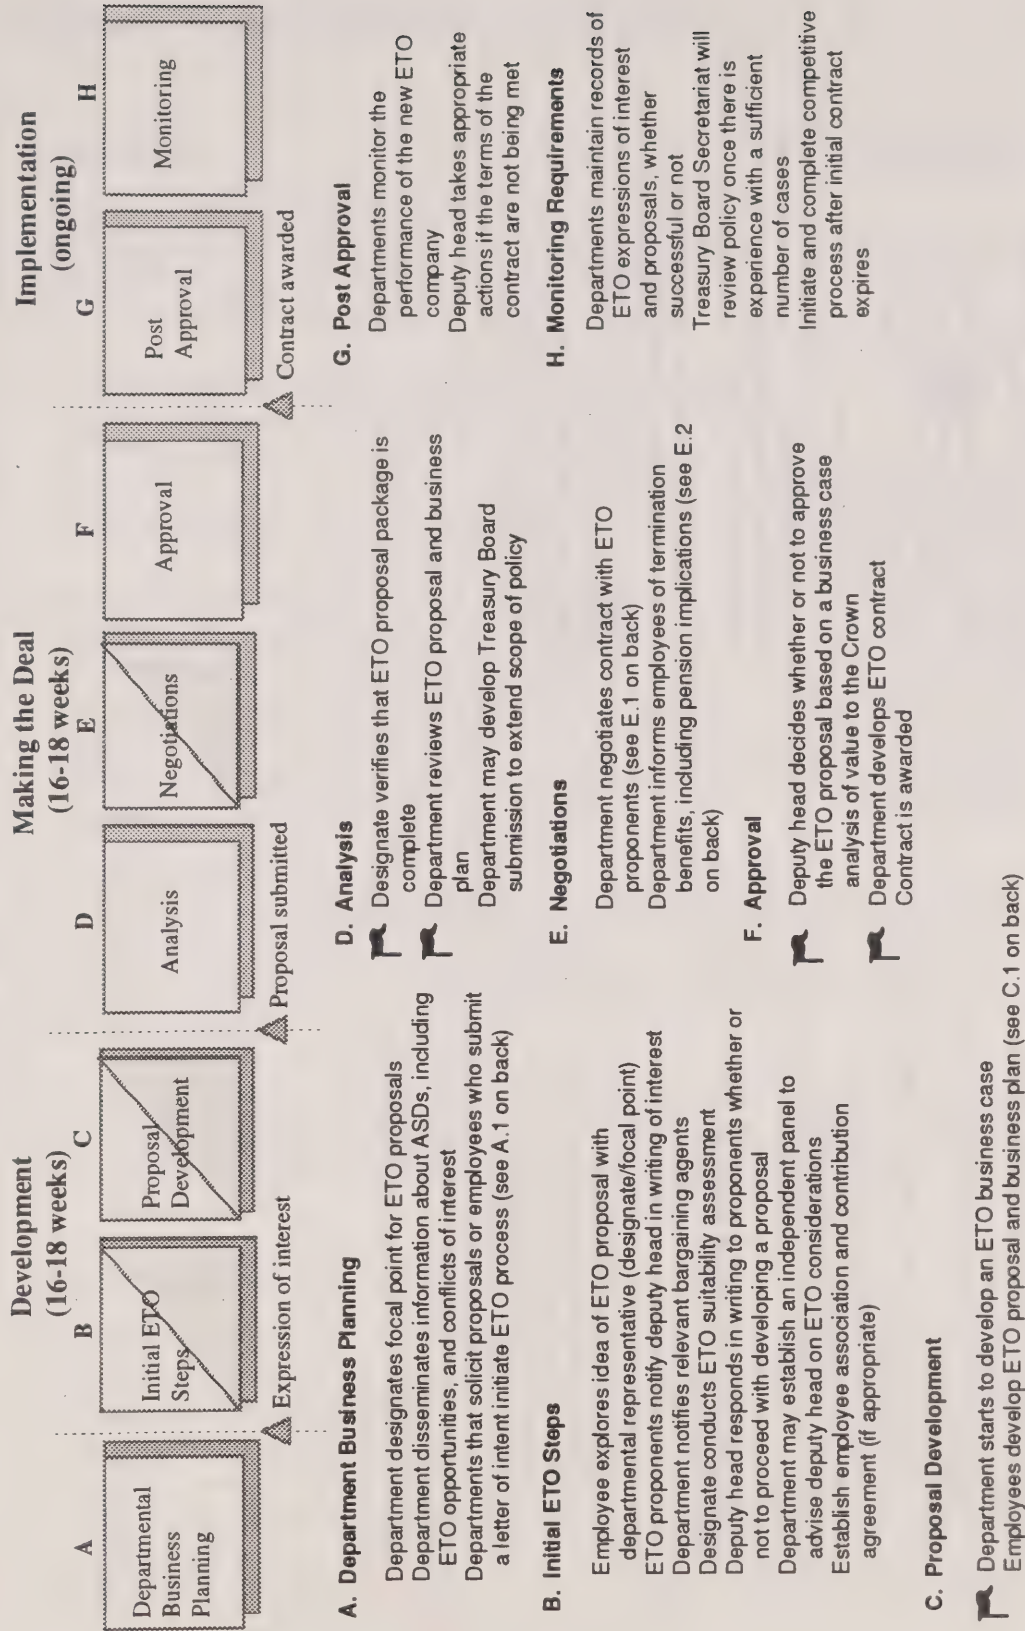 Development
(16-18 weeks)
Making the Deal
(16-18 weeks)
Implementation
(ongoing)
A
B
C
D
E
F
G
H
Departmental
Business
Planning
Initial ETO
Steps
Proposal
Development
Analysis
Negotiations
Approval
Post
Approval
Monitoring
Expression of interest
Proposal submitted
Contract awarded
A. Department Business Planning
Department designates focal point for ETO proposals
Department disseminates information about ASDs, including
ETO opportunities, and conflicts of interest
Departments that solicit proposals or employees who submit
a letter of intent initiate ETO process (see A.1 on back)
B. Initial ETO Steps
Employee explores idea of ETO proposal with
departmental representative (designate/focal point)
ETO proponents notify deputy head in writing of interest
Department notifies relevant bargaining agents
Designate conducts ETO suitability assessment
Deputy head responds in writing to proponents whether or
not to proceed with developing a proposal
Department may establish an independent panel to
advise deputy head on ETO considerations
Establish employee association and contribution
agreement (if appropriate)
C. Proposal Development
Department starts to develop an ETO business case
Employees develop ETO proposal and business plan (see C.1 on back)
D. Analysis
Designate verifies that ETO proposal package is
complete
Department reviews ETO proposal and business
plan
Department may develop Treasury Board
submission to extend scope of policy
E. Negotiations
Department negotiates contract with ETO
proponents (see E.1 on back)
Department informs employees of termination
benefits, including pension implications (see E.2
on back)
F. Approval
Deputy head decides whether or not to approve
the ETO proposal based on a business case
analysis of value to the Crown
Department develops ETO contract
Contract is awarded
G. Post Approval
Departments monitor the
performance of the new ETO
company
Deputy head takes appropriate
actions if the terms of the
contract are not being met
H. Monitoring Requirements
Departments maintain records of
ETO expressions of interest
and proposals, whether
successful or not
Treasury Board Secretariat will
review policy once there is
experience with a sufficient
number of cases
Initiate and complete competitive
process after initial contract
expires